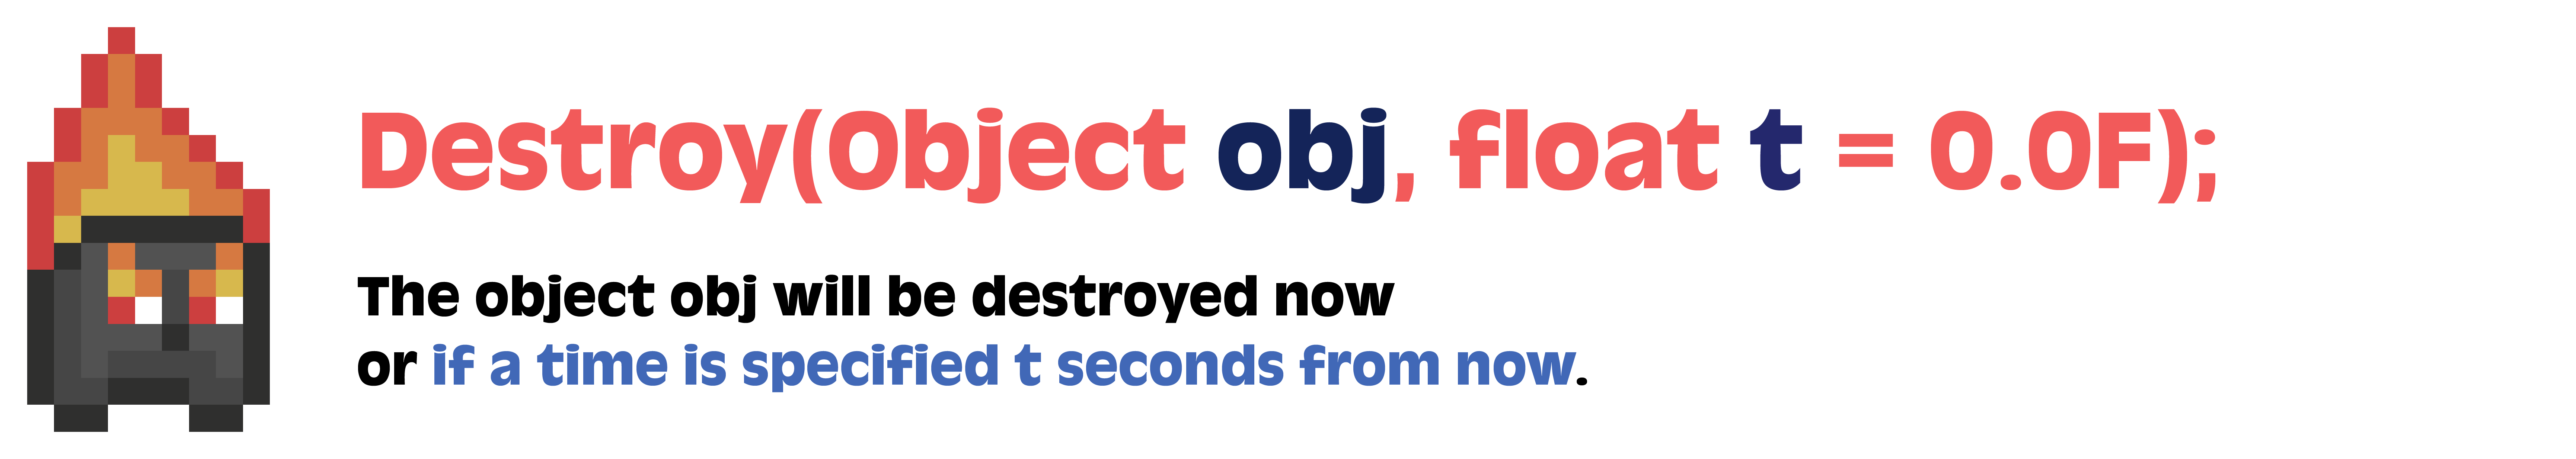 Destroy(Object obj, float t = 0.0F);
The object obj will be destroyed now
or if a time is specified t seconds from now.